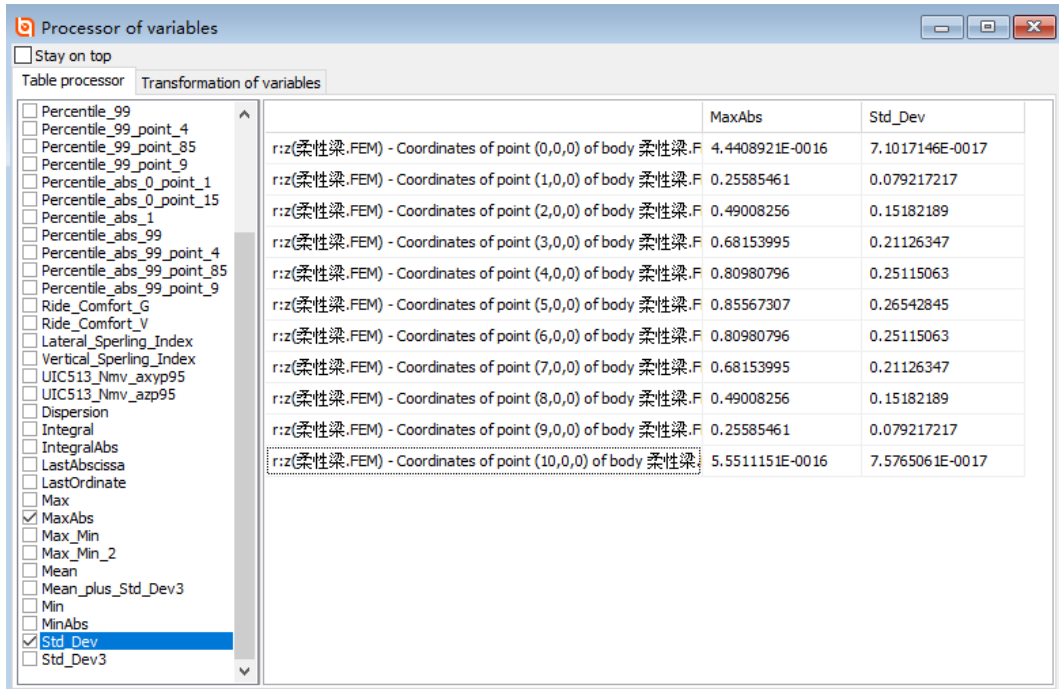 Processor of variables
Stay on top
Table processor Transformation of variables
Percentile_99
Percentile_99_point_4
Percentile_99_point_85
Percentile_99_point_9
Percentile_abs_0_point_1
Percentile_abs_0_point_15
Percentile_abs_1
Percentile_abs_99
Percentile_abs_99_point_4
Percentile_abs_99_point_85
Percentile_abs_99_point_9
Ride_Comfort_G
Ride_Comfort_V
Lateral_Sperling_Index
Vertical_Sperling_Index
UIC513_Nmv_axyp95
UIC513_Nmv_azp95
Dispersion
Integral
IntegralAbs
LastAbscissa
LastOrdinate
Max
MaxAbs
Max_Min
Max_Min_2
Mean
Mean_plus_Std_Dev3
Min
MinAbs
Std_Dev
Std_Dev3
MaxAbs Std_Dev
r:z(柔性梁.FEM) - Coordinates of point (0,0,0) of body 柔性梁.F 4.4408921E-0016 7.1017146E-0017
r:z(柔性梁.FEM) - Coordinates of point (1,0,0) of body 柔性梁.F 0.25585461 0.079217217
r:z(柔性梁.FEM) - Coordinates of point (2,0,0) of body 柔性梁.F 0.49008256 0.15182189
r:z(柔性梁.FEM) - Coordinates of point (3,0,0) of body 柔性梁.F 0.68153995 0.21126347
r:z(柔性梁.FEM) - Coordinates of point (4,0,0) of body 柔性梁.F 0.80980796 0.25115063
r:z(柔性梁.FEM) - Coordinates of point (5,0,0) of body 柔性梁.F 0.85567307 0.26542845
r:z(柔性梁.FEM) - Coordinates of point (6,0,0) of body 柔性梁.F 0.80980796 0.25115063
r:z(柔性梁.FEM) - Coordinates of point (7,0,0) of body 柔性梁.F 0.68153995 0.21126347
r:z(柔性梁.FEM) - Coordinates of point (8,0,0) of body 柔性梁.F 0.49008256 0.15182189
r:z(柔性梁.FEM) - Coordinates of point (9,0,0) of body 柔性梁.F 0.25585461 0.079217217
r:z(柔性梁.FEM) - Coordinates of point (10,0,0) of body 柔性梁. 5.5511151E-0016 7.5765061E-0017